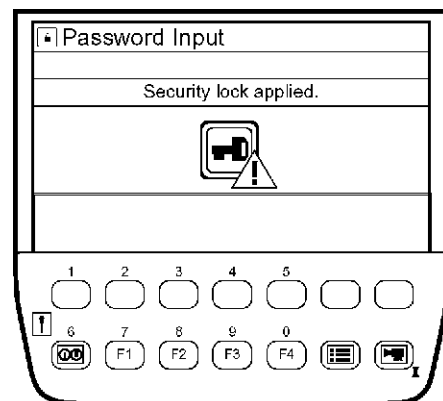 Password Input
Security lock applied.
1 2 3 4 5
6 7 8 9 0
F1 F2 F3 F4
I